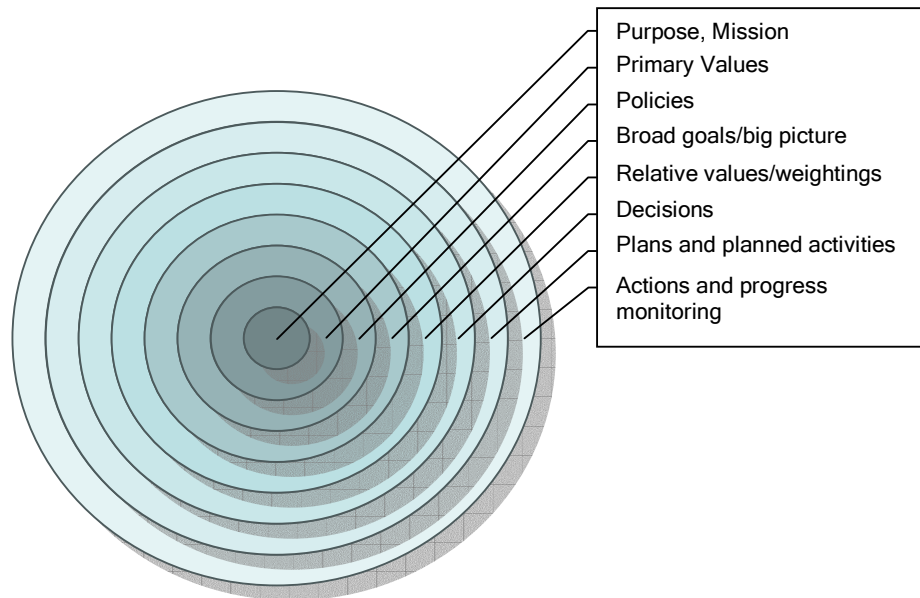 Purpose, Mission
Primary Values
Policies
Broad goals/big picture
Relative values/weightings
Decisions
Plans and planned activities
Actions and progress
monitoring